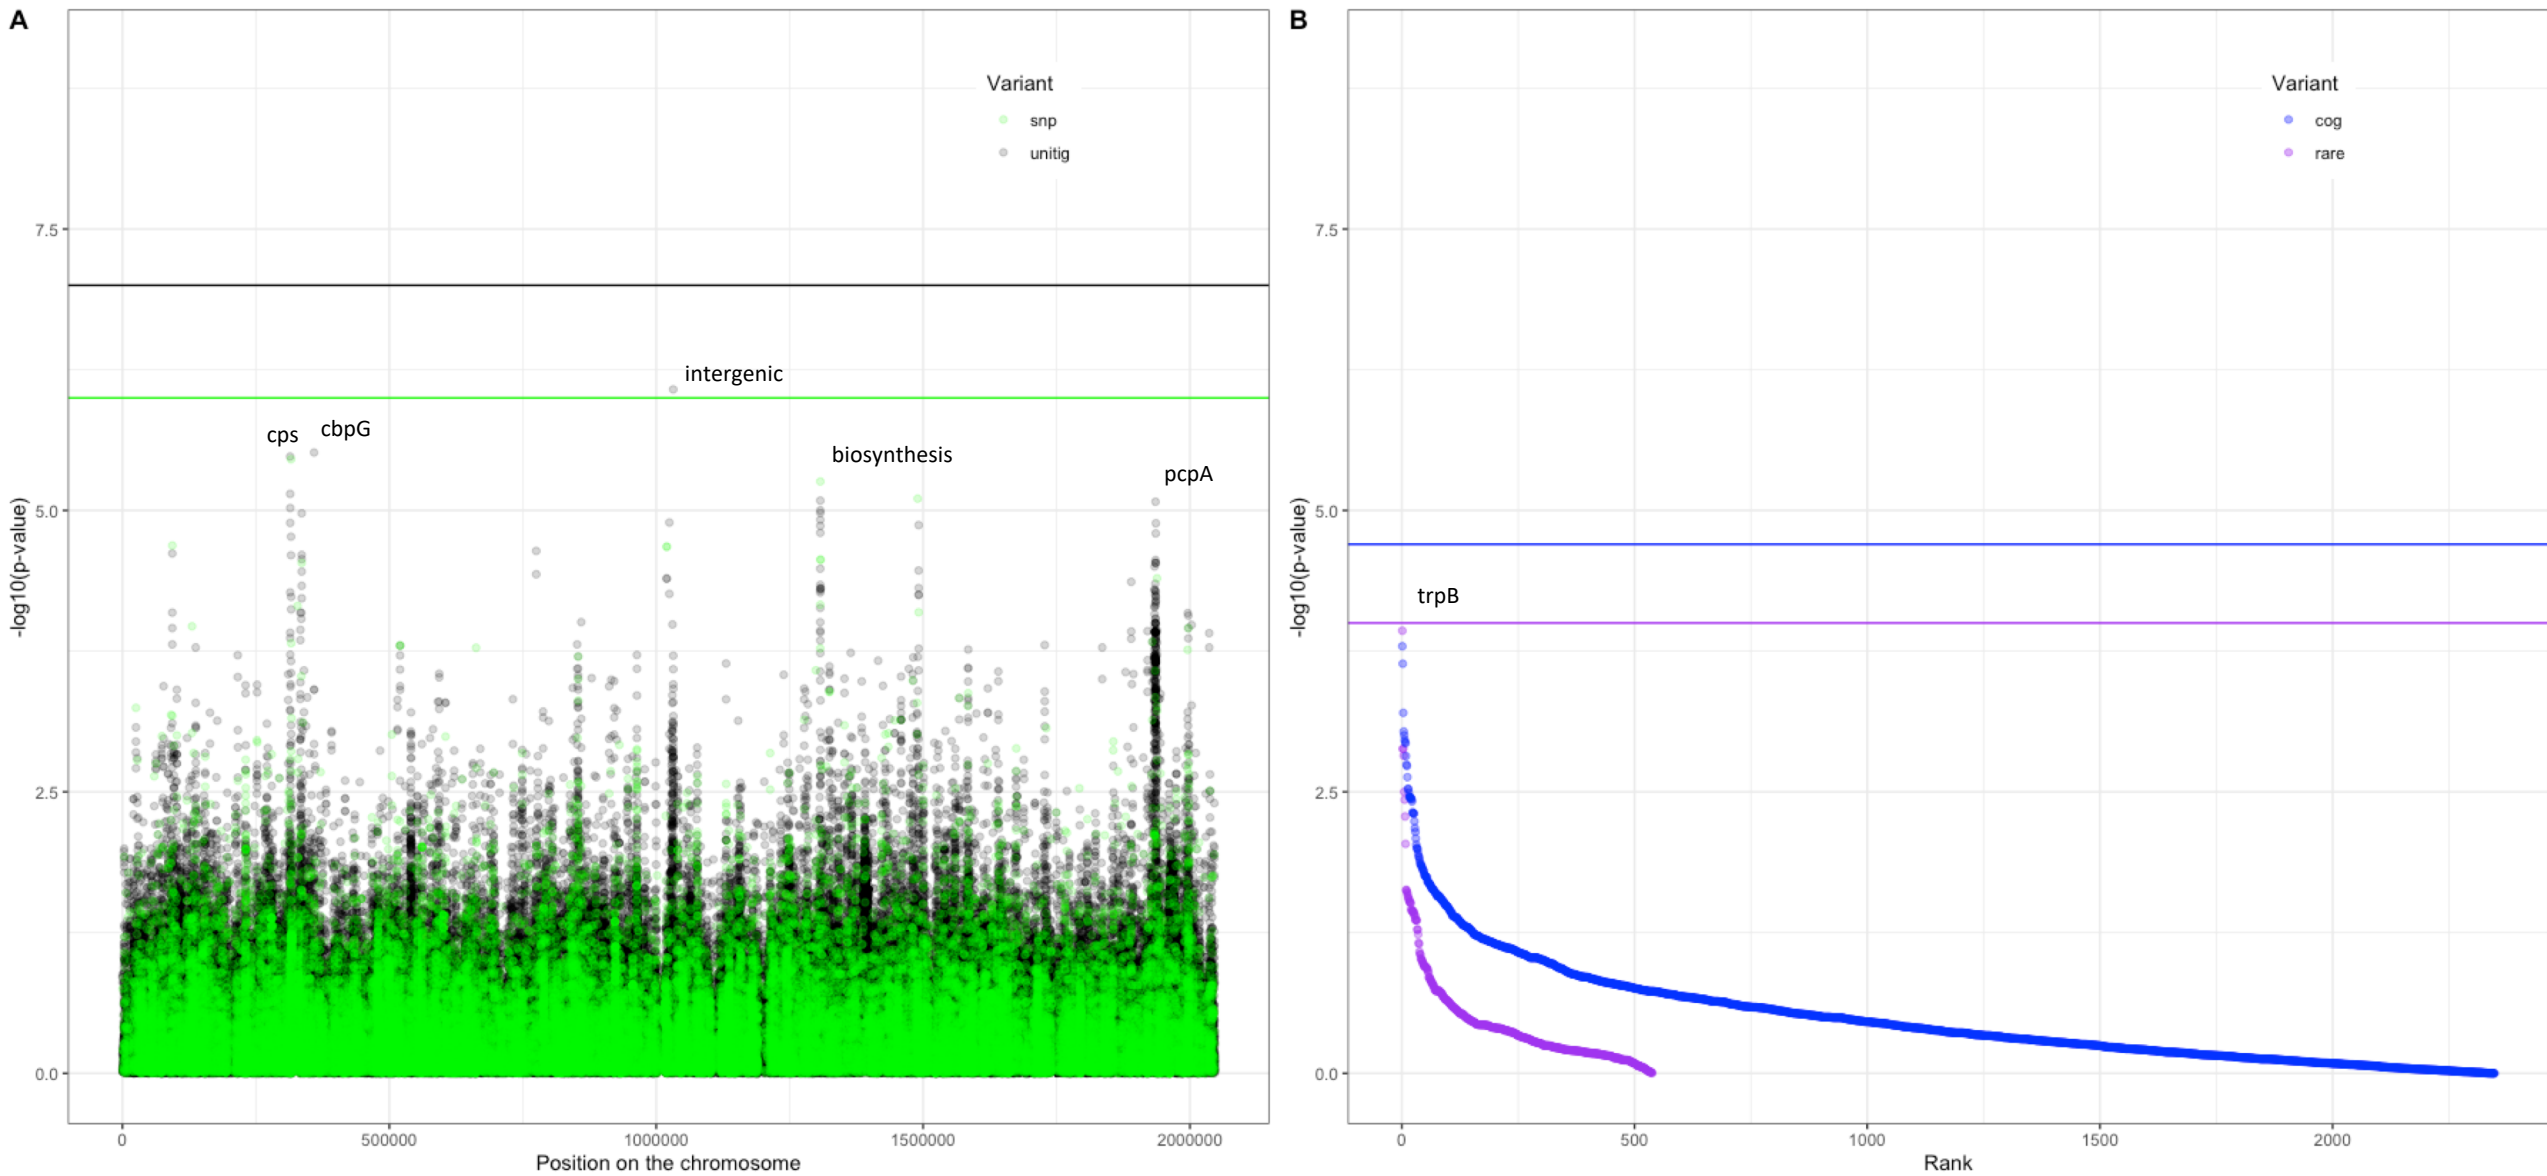 A
Variant
snp
unitig
7.5
intergenic
cps
cbpG
biosynthesis
pcpA
5.0
-log10(p-value)
2.5
0.0
0
500000
1000000
1500000
2000000
Position on the chromosome
B
Variant
cog
rare
7.5
5.0
trpB
-log10(p-value)
2.5
0.0
0
500
1000
1500
2000
Rank